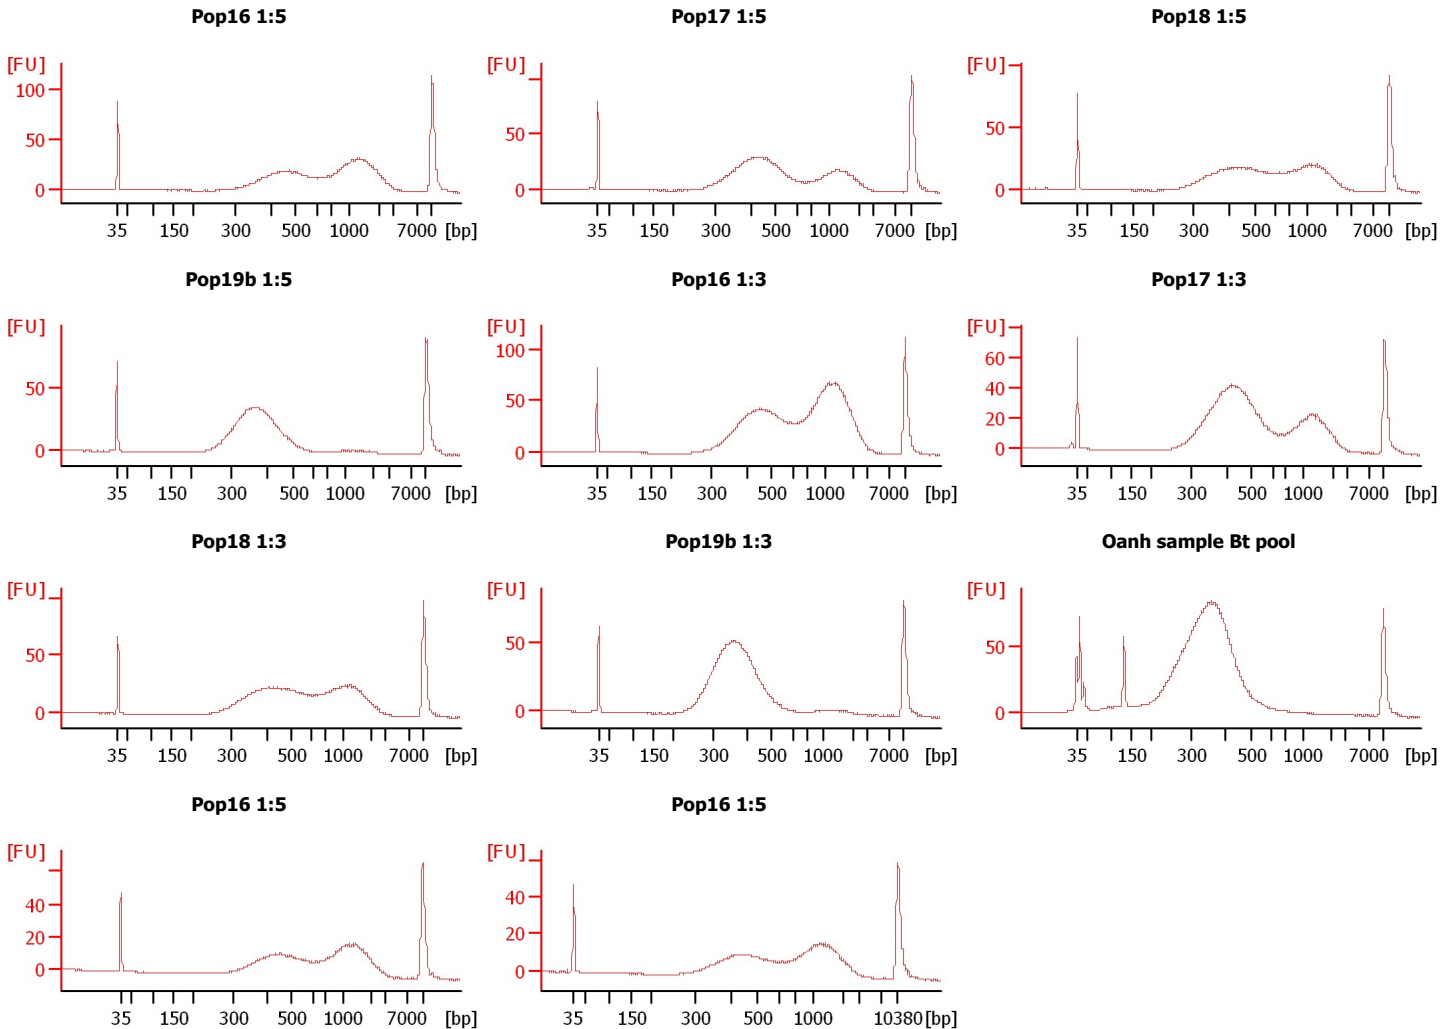 Pop16 1:5
Pop17 1:5
Pop18 1:5
[FU]
100
50
0
35 150 300 500 1000 7000 [bp]
[FU]
50
0
35 150 300 500 1000 7000 [bp]
[FU]
50
0
35 150 300 500 1000 7000 [bp]
Pop19b 1:5
Pop16 1:3
Pop17 1:3
[FU]
50
0
35 150 300 500 1000 7000 [bp]
[FU]
100
50
0
35 150 300 500 1000 7000 [bp]
[FU]
60
40
20
0
35 150 300 500 1000 7000 [bp]
Pop18 1:3
Pop19b 1:3
Oanh sample Bt pool
[FU]
50
0
35 150 300 500 1000 7000 [bp]
[FU]
50
0
35 150 300 500 1000 7000 [bp]
[FU]
50
0
35 150 300 500 1000 7000 [bp]
Pop16 1:5
Pop16 1:5
[FU]
40
20
0
35 150 300 500 1000 7000 [bp]
[FU]
40
20
0
35 150 300 500 1000 10380 [bp]